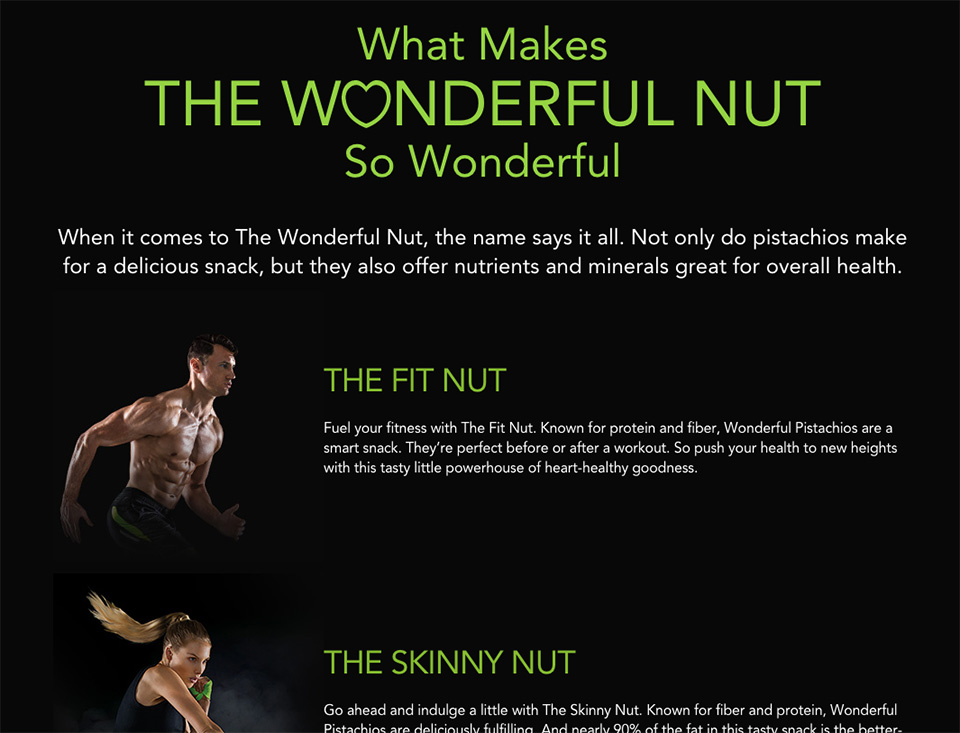 What Makes
THE WONDERFUL NUT
So Wonderful
When it comes to The Wonderful Nut, the name says it all. Not only do pistachios make
for a delicious snack, but they also offer nutrients and minerals great for overall health.
THE FIT NUT
Fuel your fitness with The Fit Nut. Known for protein and fiber, Wonderful Pistachios are a
smart snack. They’re perfect before or after a workout. So push your health to new heights
with this tasty little powerhouse of heart-healthy goodness.
THE SKINNY NUT
Go ahead and indulge a little with The Skinny Nut. Known for fiber and protein, Wonderful
Pistachios are deliciously fulfilling. And nearly 90% of the fat in this tasty snack is the better-